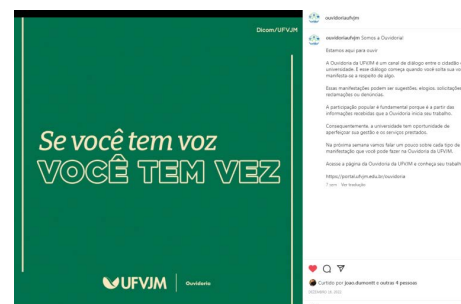 Dicom/UFVJM
Se você tem voz
VOCÊ TEM VEZ
UFVJM
Ouvidoria
ouvidoriaufvjm
ouvidoriaufvjm Somos a Ouvidoria!
Estamos aqui para ouvir
A Ouvidoria da UFVJM é um canal de diálogo entre o cidadão e
universidade. E esse diálogo começa quando você solta sua vo
manifesta-se a respeito de algo.
Essas manifestações podem ser sugestões, elogios, solicitações
reclamações ou denúncias.
A participação popular é fundamental porque é a partir das
informações recebidas que a Ouvidoria inicia seu trabalho.
Consequentemente, a universidade tem oportunidade de
aperfeiçoar sua gestão e os serviços prestados.
Na próxima semana vamos falar um pouco sobre cada tipo de
manifestação que você pode fazer na Ouvidoria da UFVJM.
Acesse a página da Ouvidoria da UFVJM e conheça seu trabalh
https://portal.ufvjm.edu.br/ouvidoria
7 sem Ver tradução
Curtido por joao.dumontt e outras 4 pessoas